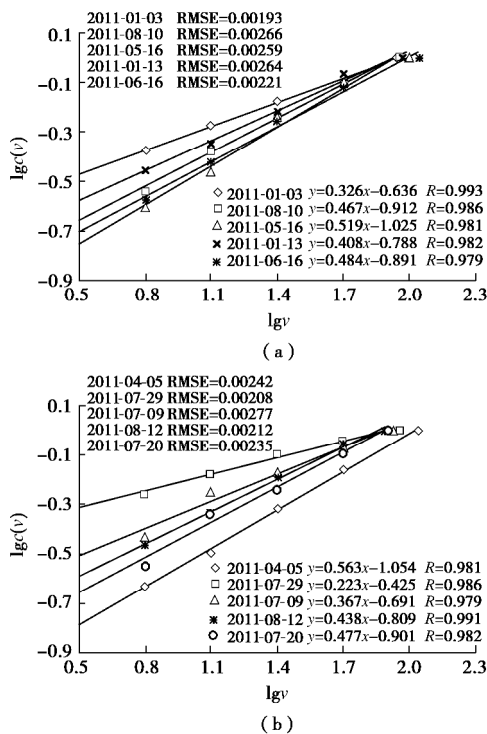 2011-01-03 RMSE=0.00193
2011-08-10 RMSE=0.00266
2011-05-16 RMSE=0.00259
2011-01-13 RMSE=0.00264
2011-06-16 RMSE=0.00221
0.1
−0.1
−0.3
−0.5
−0.7
−0.9
lgc(v)
2011-01-03 y=0.326x−0.636 R=0.993
2011-08-10 y=0.467x−0.912 R=0.986
2011-05-16 y=0.519x−1.025 R=0.981
2011-01-13 y=0.408x−0.788 R=0.982
2011-06-16 y=0.484x−0.891 R=0.979
0.5 0.8 1.1 1.4 1.7 2.0 2.3
lgv
(a)
2011-04-05 RMSE=0.00242
2011-07-29 RMSE=0.00208
2011-07-09 RMSE=0.00277
2011-08-12 RMSE=0.00212
2011-07-20 RMSE=0.00235
0.1
−0.1
−0.3
−0.5
−0.7
−0.9
lgc(v)
2011-04-05 y=0.563x−1.054 R=0.981
2011-07-29 y=0.223x−0.425 R=0.986
2011-07-09 y=0.367x−0.691 R=0.979
2011-08-12 y=0.438x−0.809 R=0.991
2011-07-20 y=0.477x−0.901 R=0.982
0.5 0.8 1.1 1.4 1.7 2.0 2.3
lgv
(b)